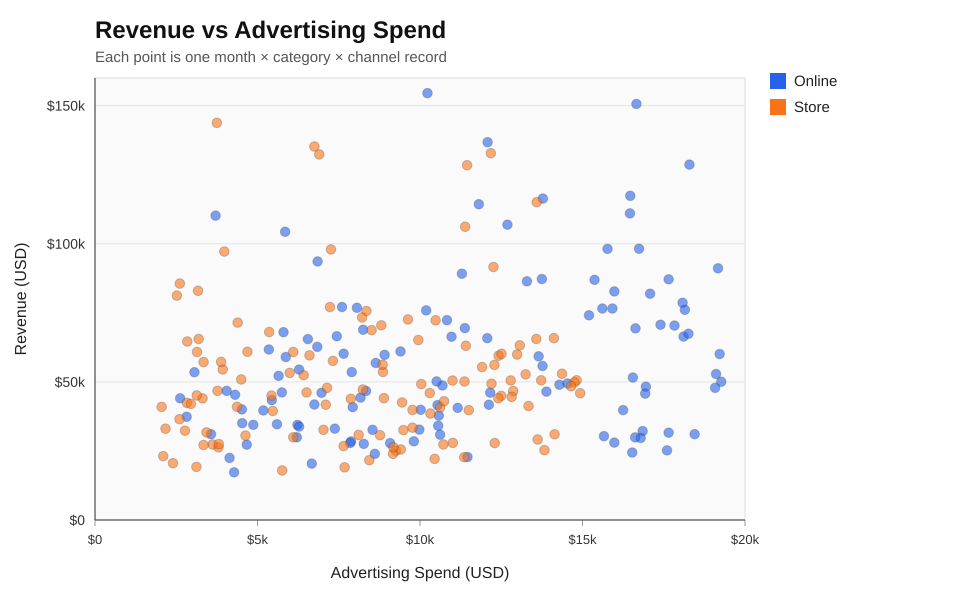 Revenue vs Advertising Spend
Each point is one month × category × channel record
Online
Store
$150k
$100k
$50k
$0
Revenue (USD)
$0
$5k
$10k
$15k
$20k
Advertising Spend (USD)